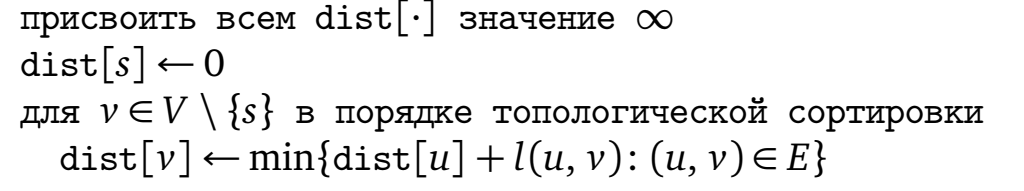 присвоить всем dist[·] значение ∞
dist[s] ← 0
для v ∈ V \ {s} в порядке топологической сортировки
dist[v] ← min{dist[u] + l(u, v): (u, v) ∈ E}